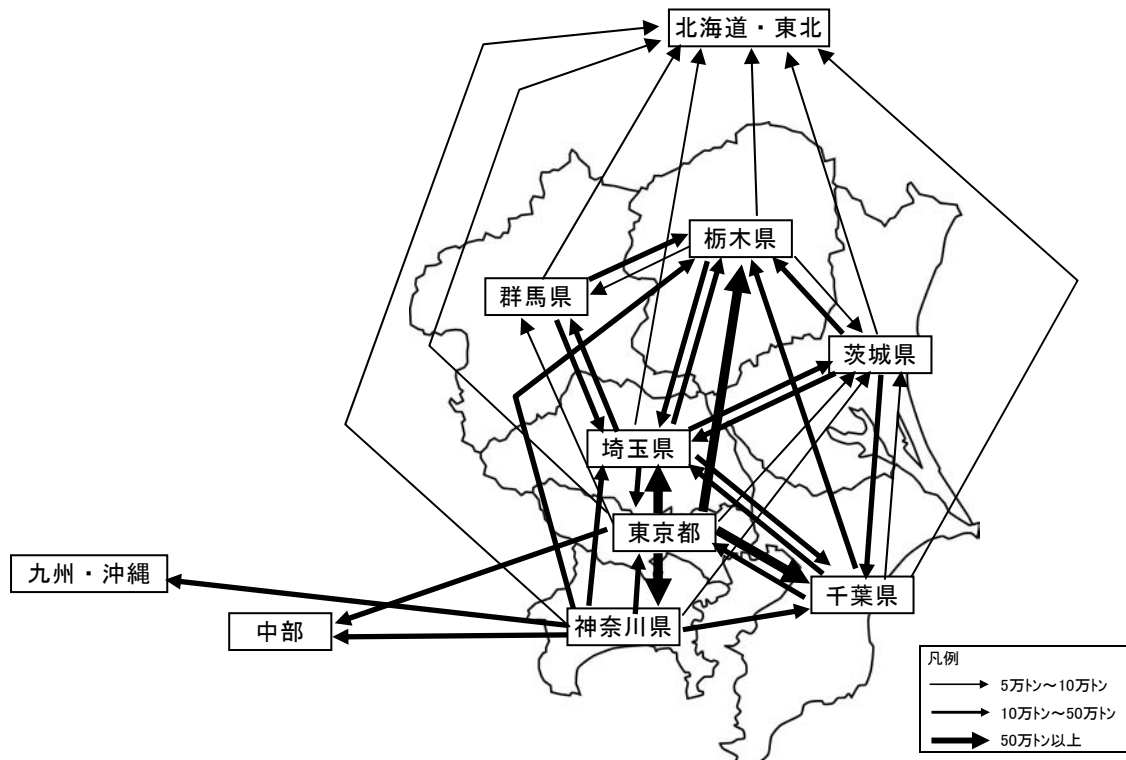 北海道・東北
栃木県
群馬県
茨城県
埼玉県
東京都
九州・沖縄
千葉県
中部
神奈川県
凡例
5万ﾄﾝ～10万ﾄﾝ
10万ﾄﾝ～50万ﾄﾝ
50万ﾄﾝ以上